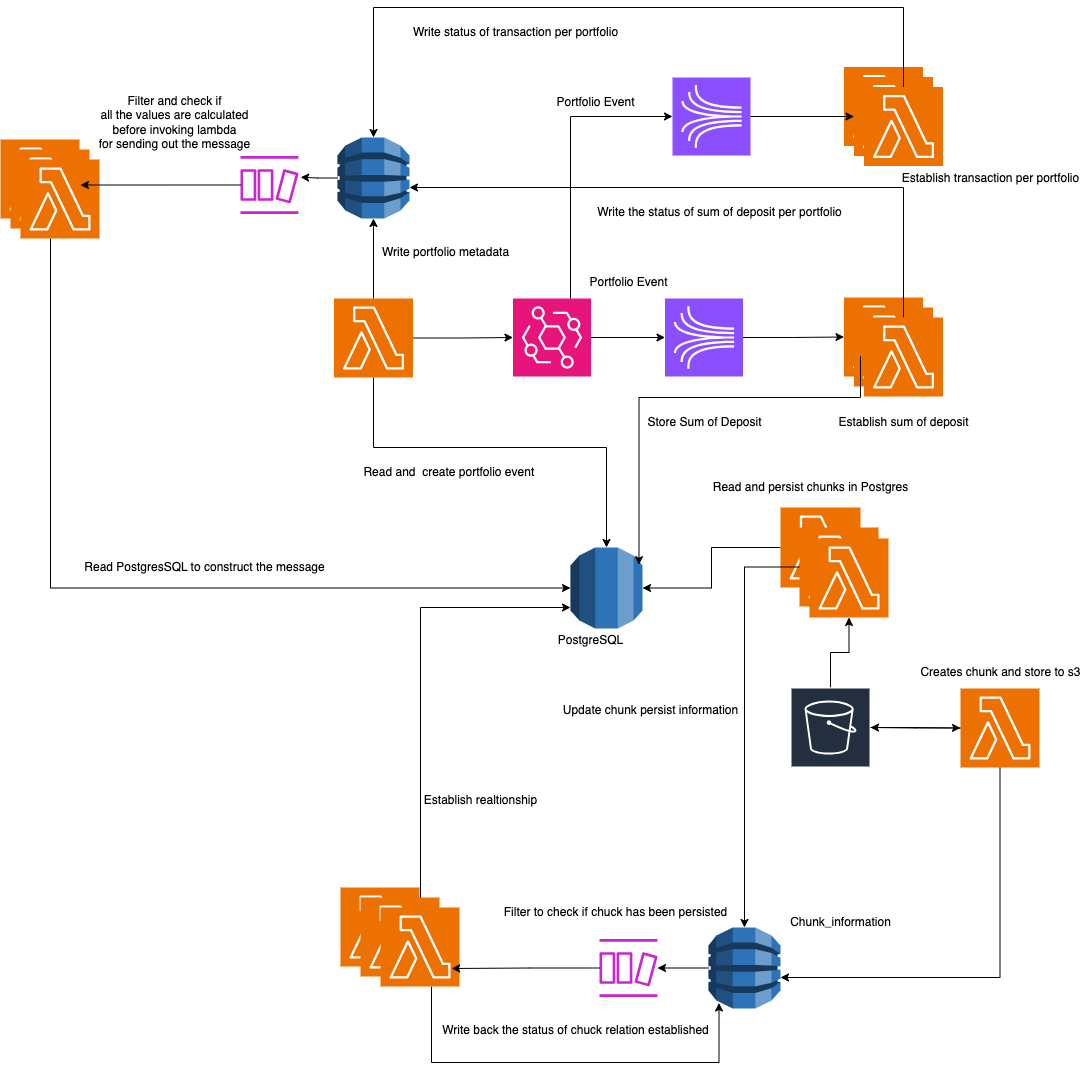 Write status of transaction per portfolio
Filter and check if
all the values are calculated
before invoking lambda
for sending out the message
Portfolio Event
Establish transaction per portfolio
Write the status of sum of deposit per portfolio
Write portfolio metadata
Portfolio Event
Store Sum of Deposit
Establish sum of deposit
Read and  create portfolio event
Read and persist chunks in Postgres
Read PostgresSQL to construct the message
PostgreSQL
Creates chunk and store to s3
Update chunk persist information
Establish realtionship
Filter to check if chuck has been persisted
Chunk_information
Write back the status of chuck relation established